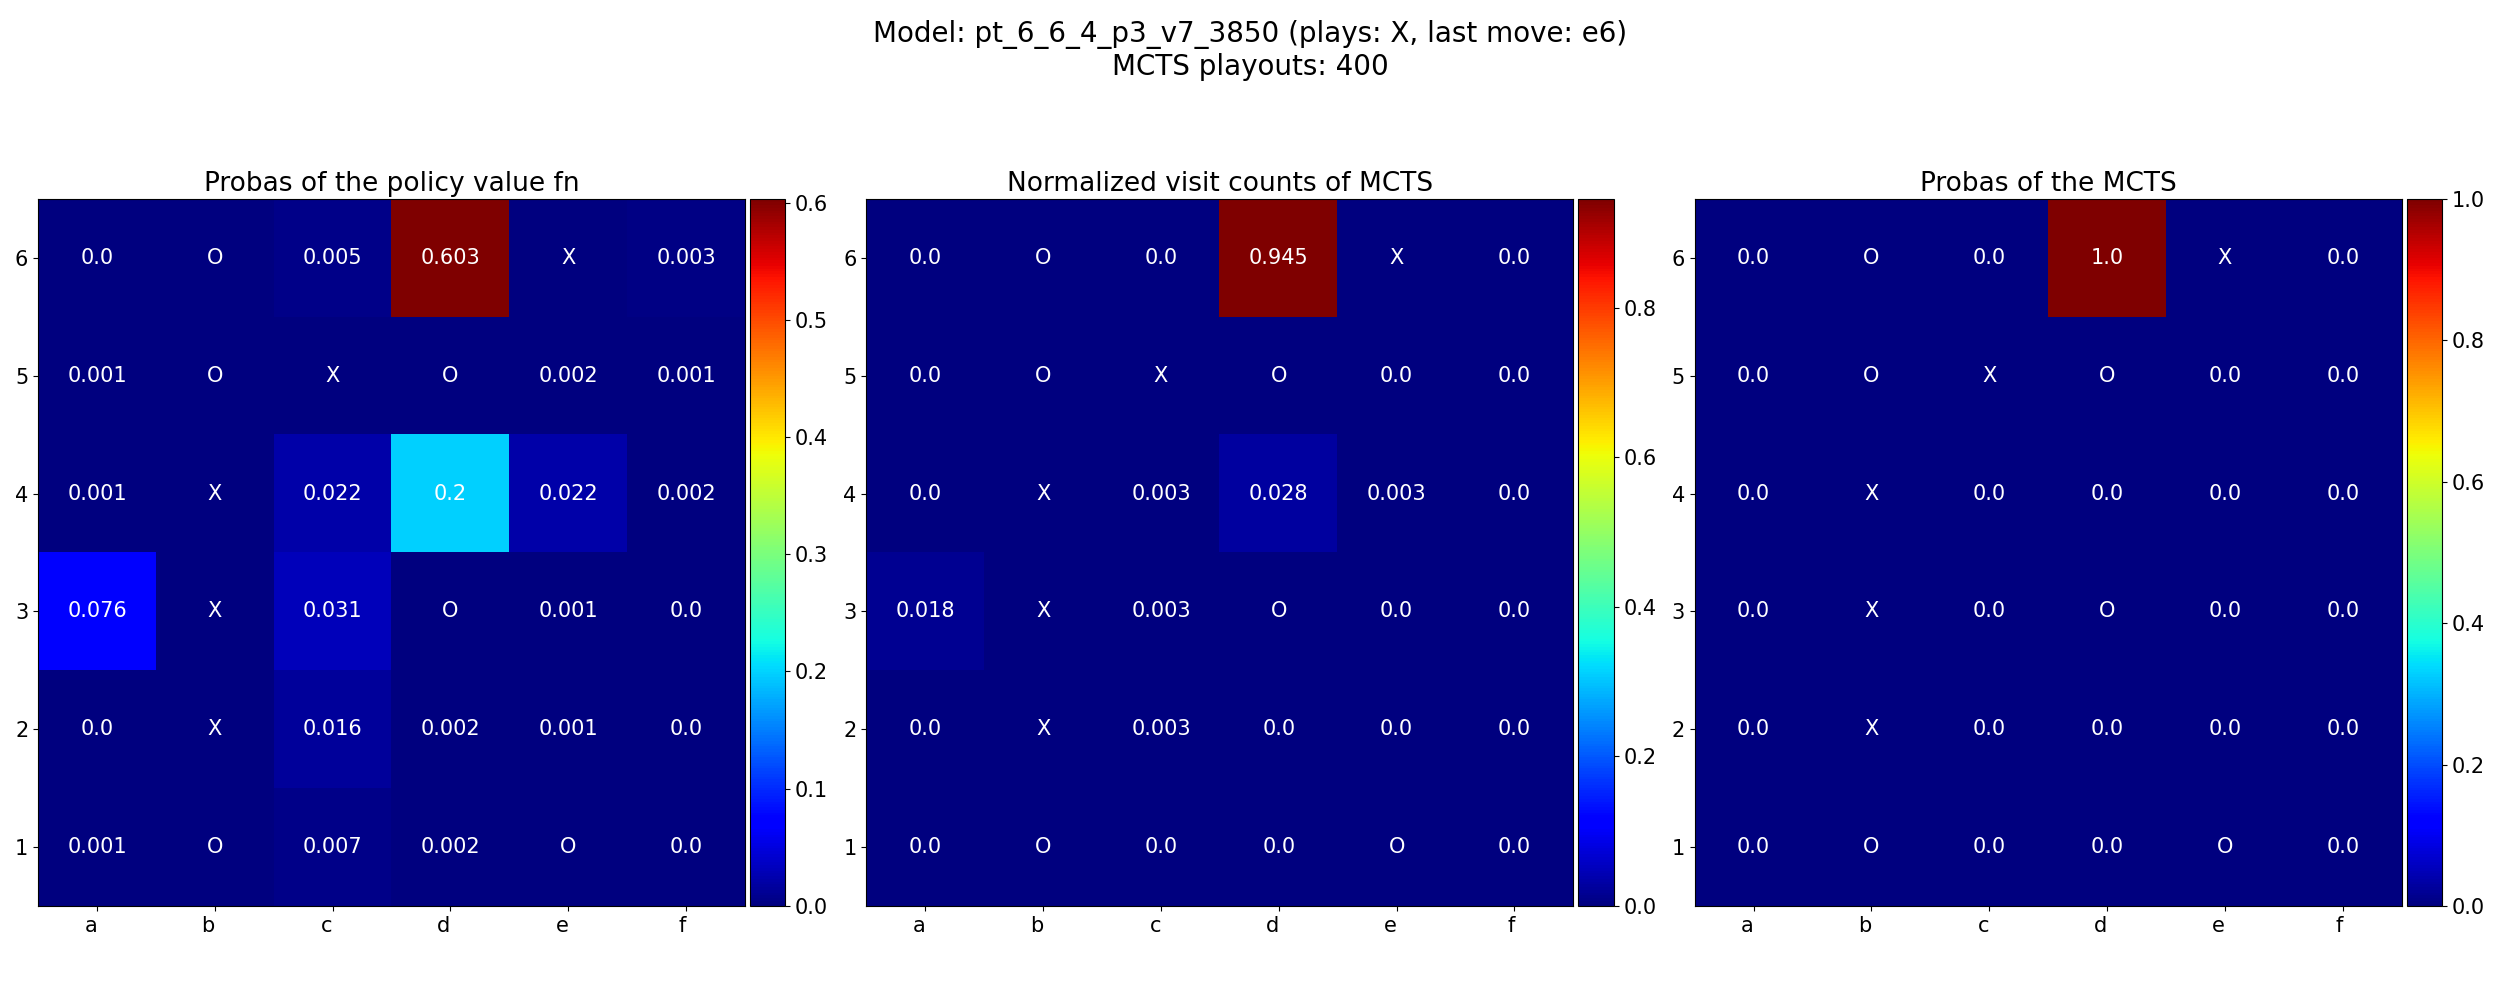 Model: pt_6_6_4_p3_v7_3850 (plays: X, last move: e6)
MCTS playouts: 400
Probas of the policy value fn
6 0.0 O 0.005 0.603 X 0.003
5 0.001 O X O 0.002 0.001
4 0.001 X 0.022 0.2 0.022 0.002
3 0.076 X 0.031 O 0.001 0.0
2 0.0 X 0.016 0.002 0.001 0.0
1 0.001 O 0.007 0.002 O 0.0
a b c d e f
0.6
0.5
0.4
0.3
0.2
0.1
0.0
Normalized visit counts of MCTS
6 0.0 O 0.0 0.945 X 0.0
5 0.0 O X O 0.0 0.0
4 0.0 X 0.003 0.028 0.003 0.0
3 0.018 X 0.003 O 0.0 0.0
2 0.0 X 0.003 0.0 0.0 0.0
1 0.0 O 0.0 0.0 O 0.0
a b c d e f
0.8
0.6
0.4
0.2
0.0
Probas of the MCTS
6 0.0 O 0.0 1.0 X 0.0
5 0.0 O X O 0.0 0.0
4 0.0 X 0.0 0.0 0.0 0.0
3 0.0 X 0.0 O 0.0 0.0
2 0.0 X 0.0 0.0 0.0 0.0
1 0.0 O 0.0 0.0 O 0.0
a b c d e f
1.0
0.8
0.6
0.4
0.2
0.0